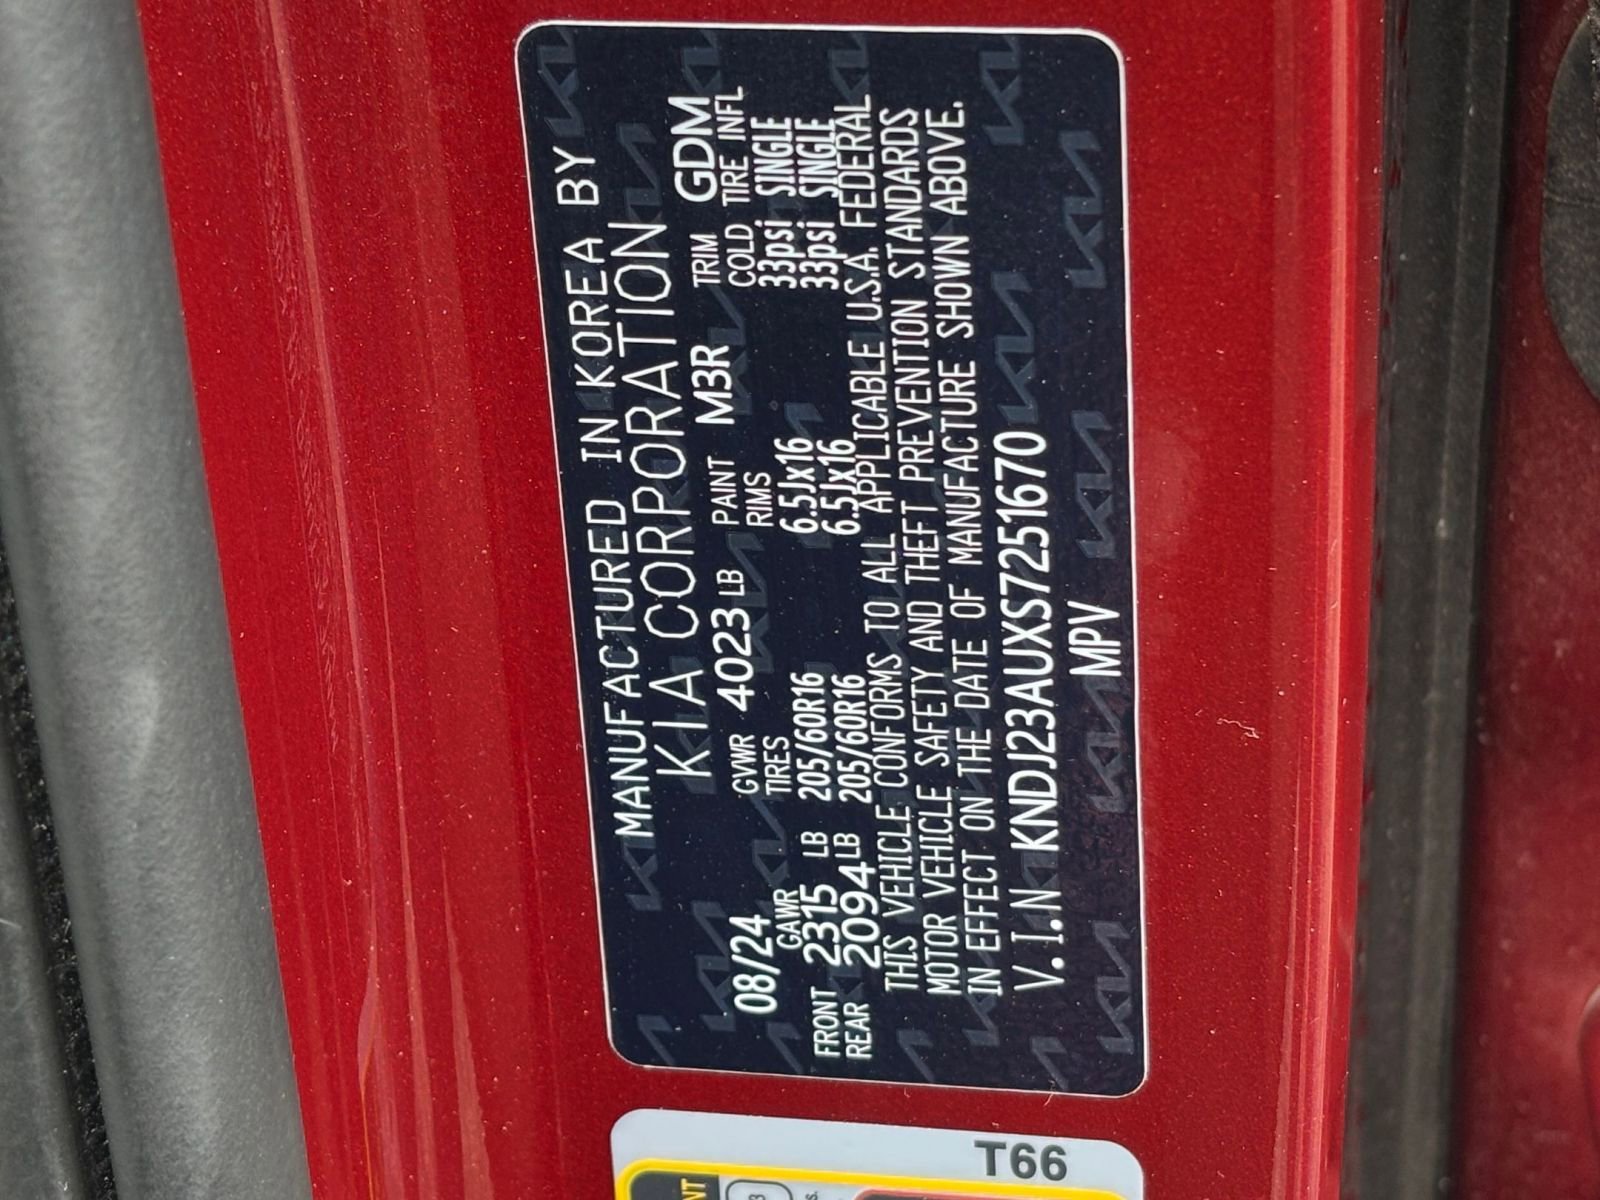 MANUFACTURED IN KOREA BY
KIA CORPORATION
08/24 GVWR 4023 LB PAINT M3R TRIM GDM
GAWR TIRES RIMS COLD TIRE INFL
FRONT 2315 LB 205/60R16 6.5Jx16 33psi SINGLE
REAR 2094 LB 205/60R16 6.5Jx16 33psi SINGLE
THIS VEHICLE CONFORMS TO ALL APPLICABLE U.S.A. FEDERAL
MOTOR VEHICLE SAFETY AND THEFT PREVENTION STANDARDS
IN EFFECT ON THE DATE OF MANUFACTURE SHOWN ABOVE.
V.I.N KNDJ23AUXS7251670
MPV
T66